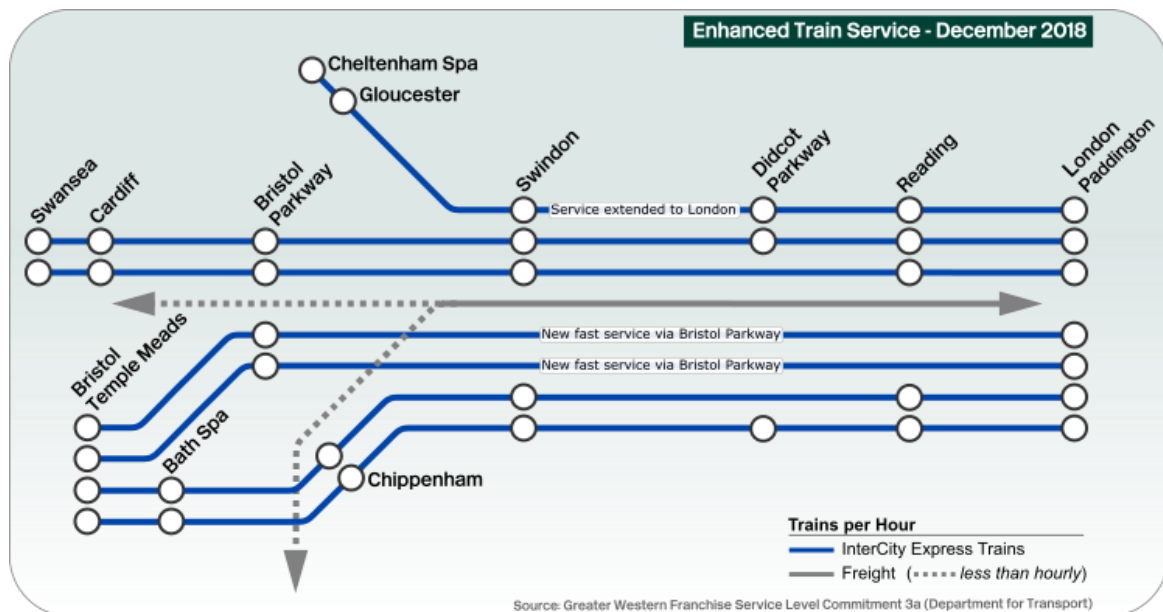 Enhanced Train Service - December 2018
Cheltenham Spa
Gloucester
Swansea
Cardiff
Bristol
Parkway
Swindon
Didcot
Parkway
Reading
London
Paddington
Service extended to London
New fast service via Bristol Parkway
New fast service via Bristol Parkway
Bristol
Temple Meads
Bath Spa
Chippenham
Trains per Hour
InterCity Express Trains
Freight (less than hourly)
Source: Greater Western Franchise Service Level Commitment 3a (Department for Transport)